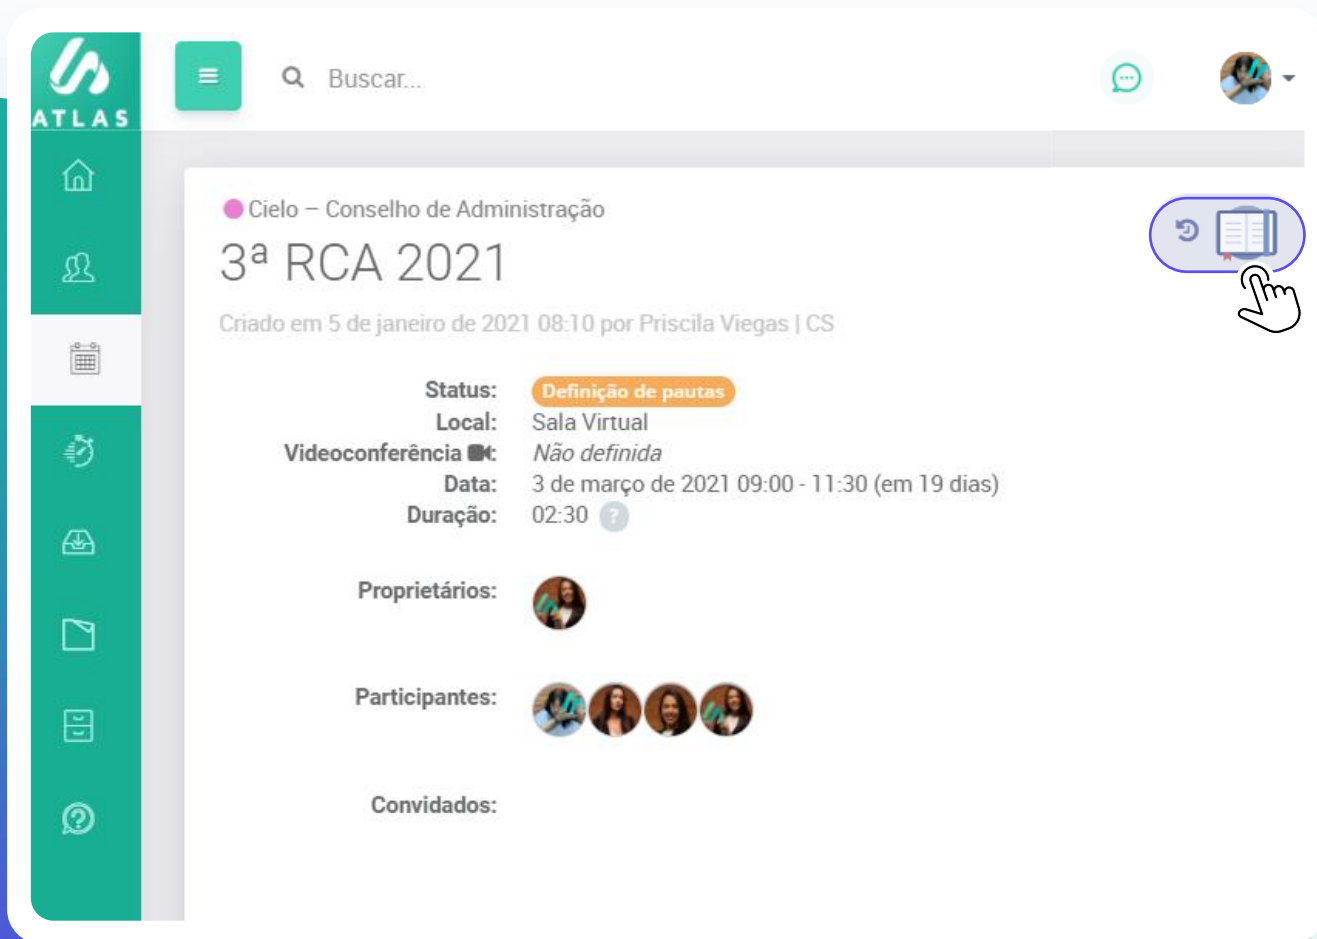 ATLAS
Buscar...
Cielo – Conselho de Administração
3ª RCA 2021
Criado em 5 de janeiro de 2021 08:10 por Priscila Viegas | CS
Status: Definição de pautas
Local: Sala Virtual
Videoconferência : Não definida
Data: 3 de março de 2021 09:00 - 11:30 (em 19 dias)
Duração: 02:30 ?
Proprietários:
Participantes:
Convidados: